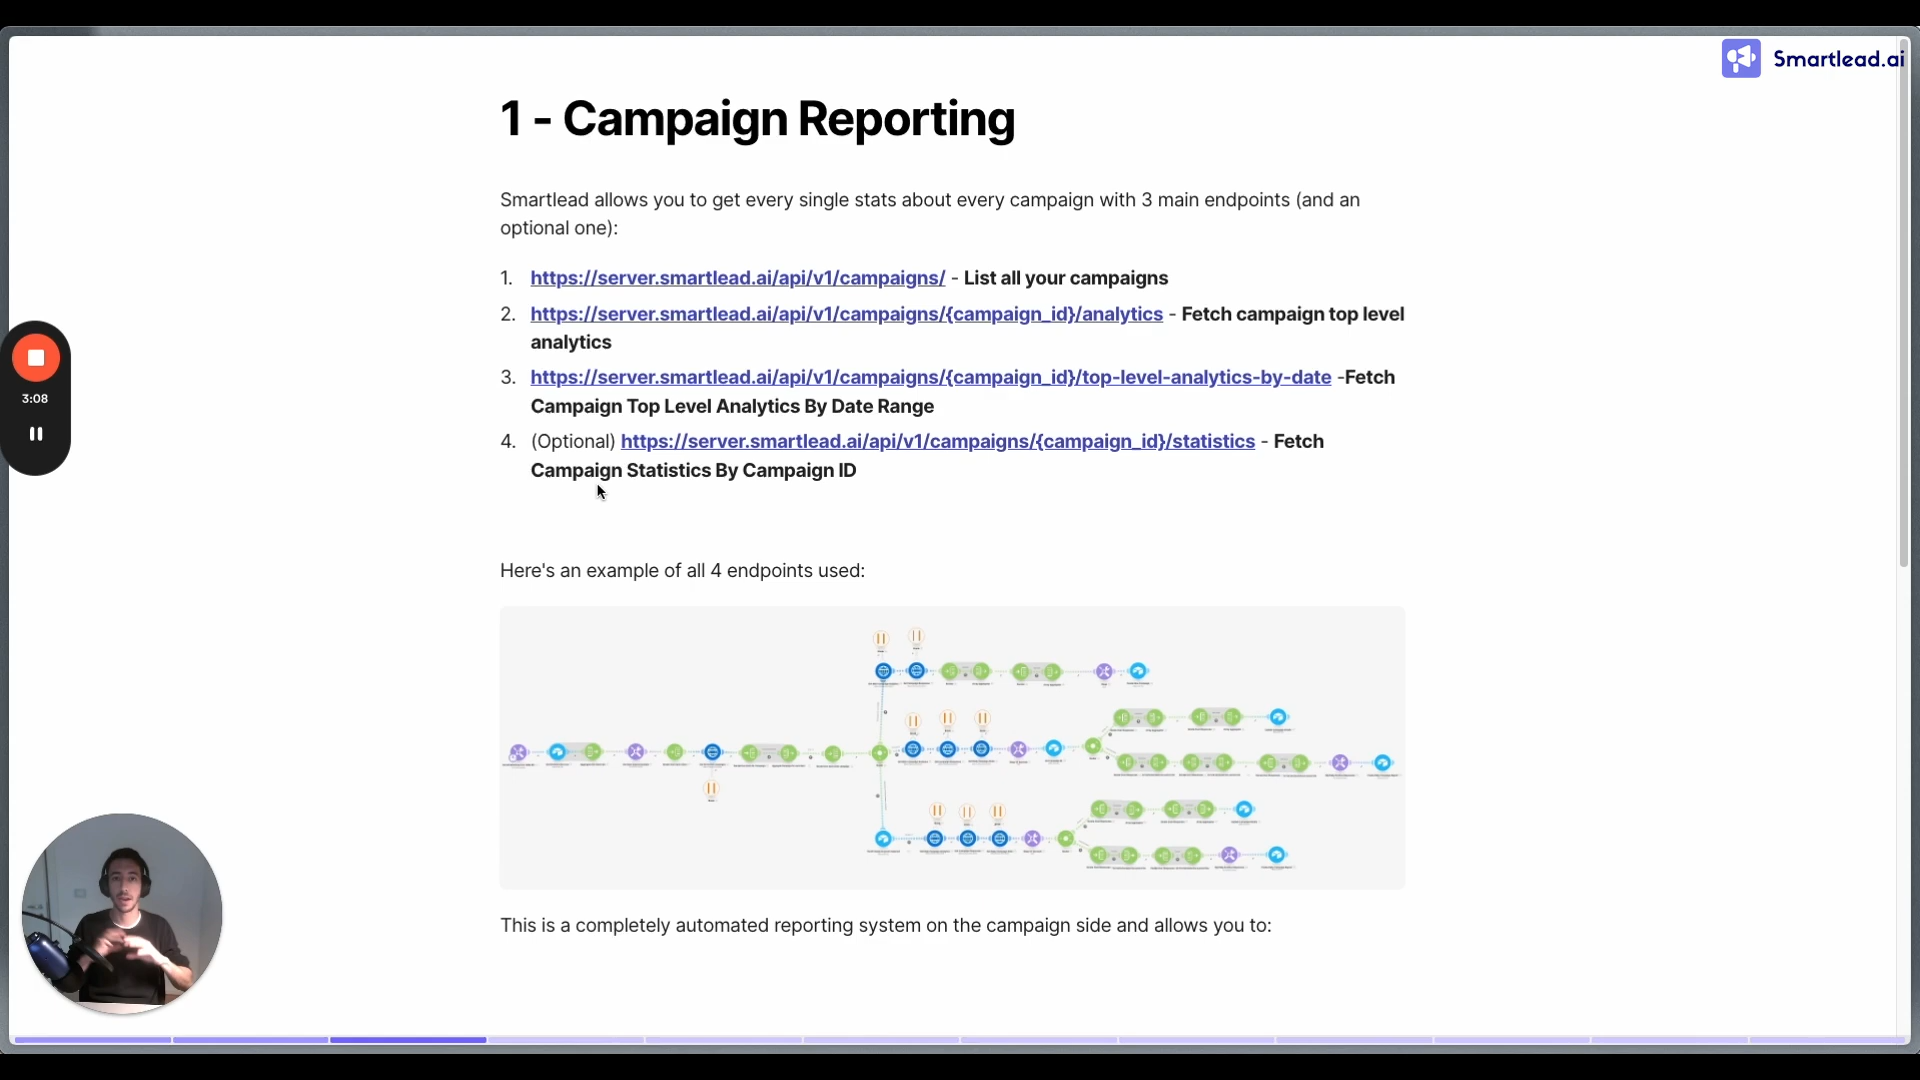 Smartlead.ai
1 - Campaign Reporting
Smartlead allows you to get every single stats about every campaign with 3 main endpoints (and an
optional one):
1. https://server.smartlead.ai/api/v1/campaigns/ - List all your campaigns
2. https://server.smartlead.ai/api/v1/campaigns/{campaign_id}/analytics - Fetch campaign top level
analytics
3. https://server.smartlead.ai/api/v1/campaigns/{campaign_id}/top-level-analytics-by-date -Fetch
Campaign Top Level Analytics By Date Range
4. (Optional) https://server.smartlead.ai/api/v1/campaigns/{campaign_id}/statistics - Fetch
Campaign Statistics By Campaign ID
3:08
Here's an example of all 4 endpoints used:
This is a completely automated reporting system on the campaign side and allows you to: